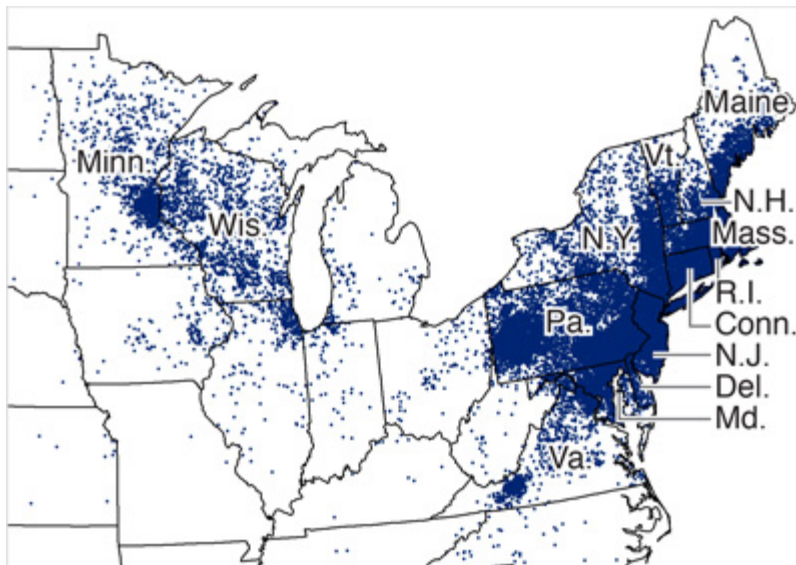 Maine
Vt.
Minn.
N.H.
Wis.
N.Y.
Mass.
R.I.
Pa.
Conn.
N.J.
Del.
Md.
Va.